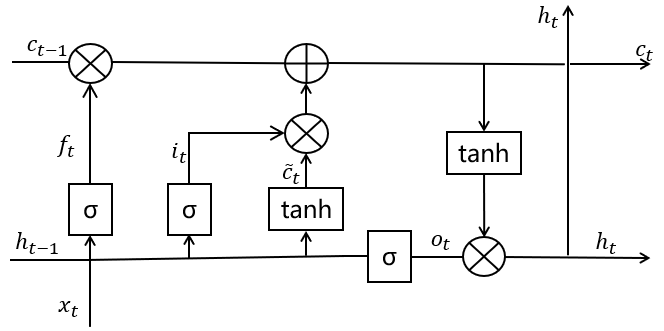 h_t
c_{t-1}
c_t
f_t
i_t
c̃_t
tanh
σ
σ
tanh
h_{t-1}
σ
o_t
h_t
x_t